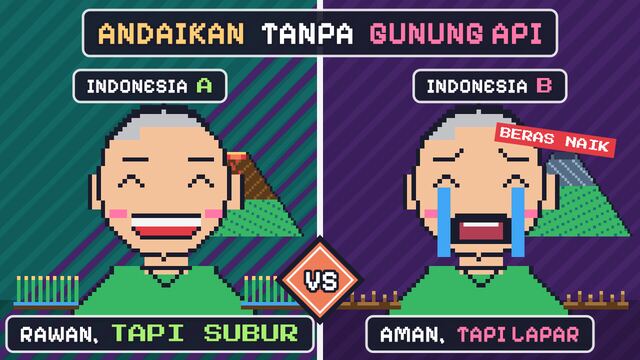 ANDAIKAN TANPA GUNUNG API
INDONESIA A
INDONESIA B
BERAS NAIK
VS
RAWAN, TAPI SUBUR
AMAN, TAPI LAPAR